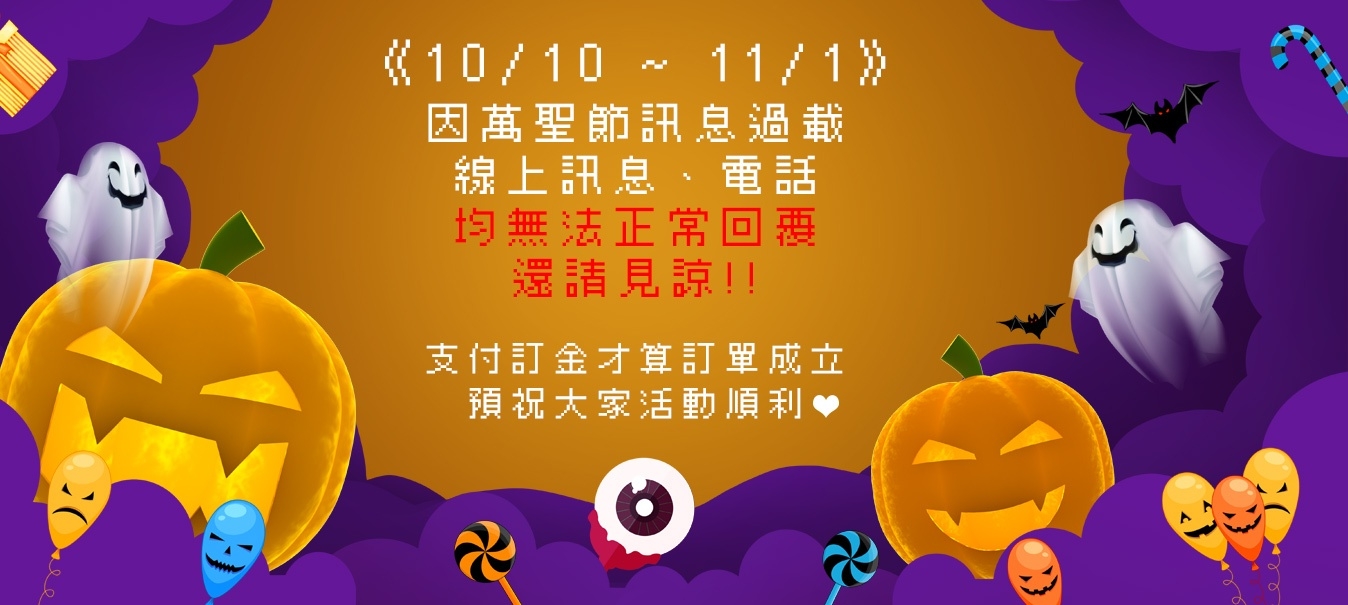 《10/10 ~ 11/1》
因萬聖節訊息過載
線上訊息、電話
均無法正常回覆
還請見諒!!
支付訂金才算訂單成立
預祝大家活動順利❤